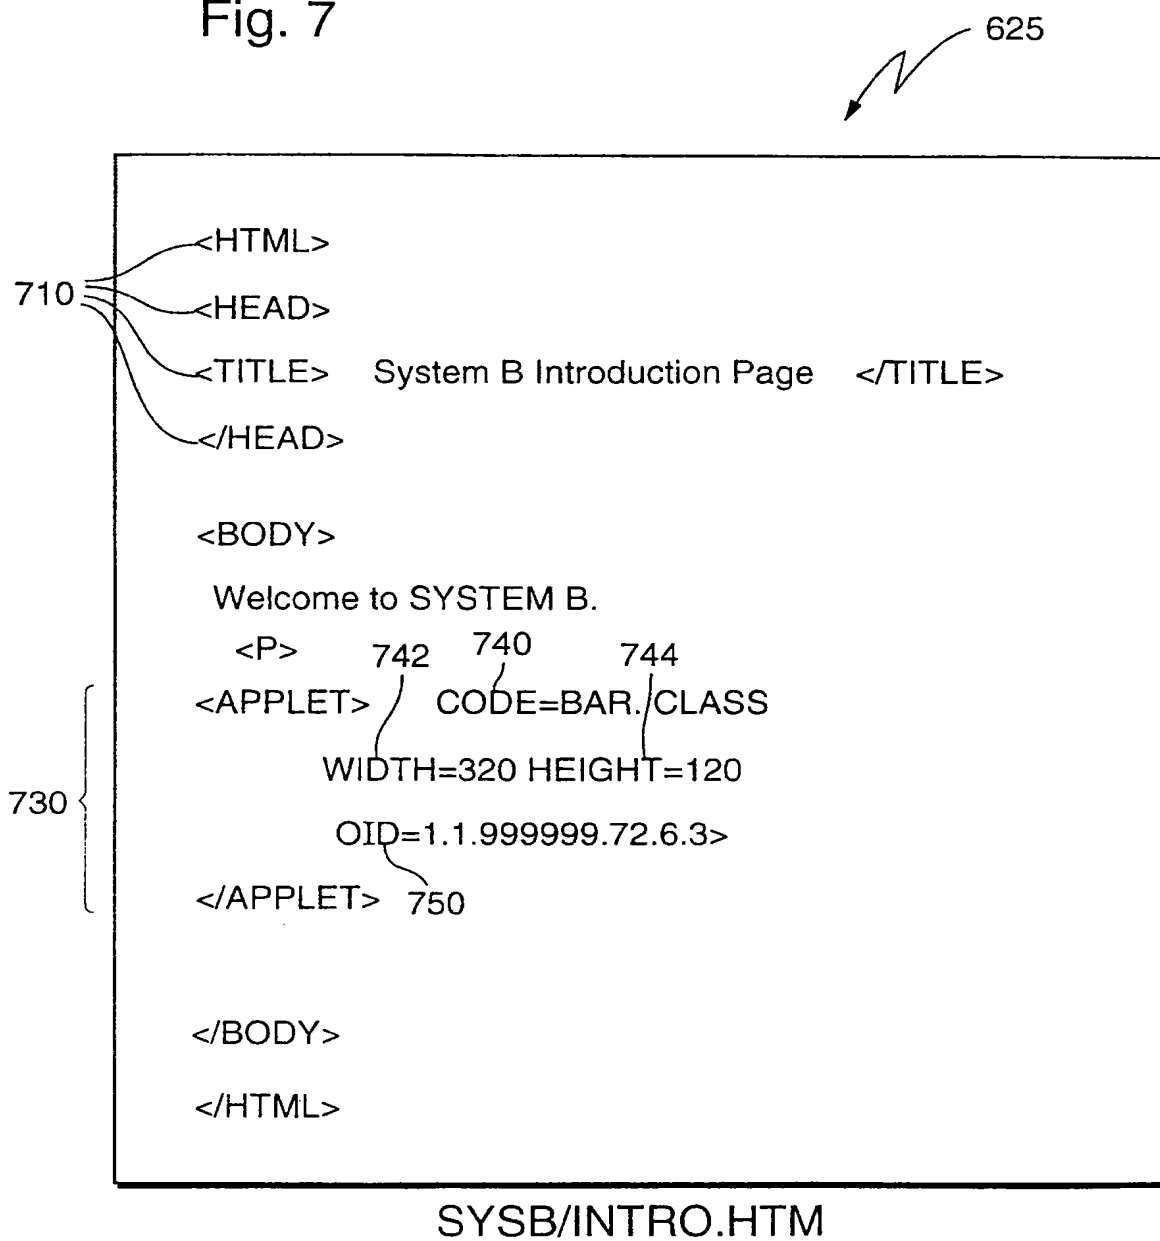 Fig. 7
625
<HTML>
710
<HEAD>
<TITLE> System B Introduction Page </TITLE>
</HEAD>
<BODY>
Welcome to SYSTEM B.
<P> 742 740 744
<APPLET> CODE=BAR. CLASS
WIDTH=320 HEIGHT=120
730
OID=1.1.999999.72.6.3>
</APPLET> 750
</BODY>
</HTML>
SYSB/INTRO.HTM